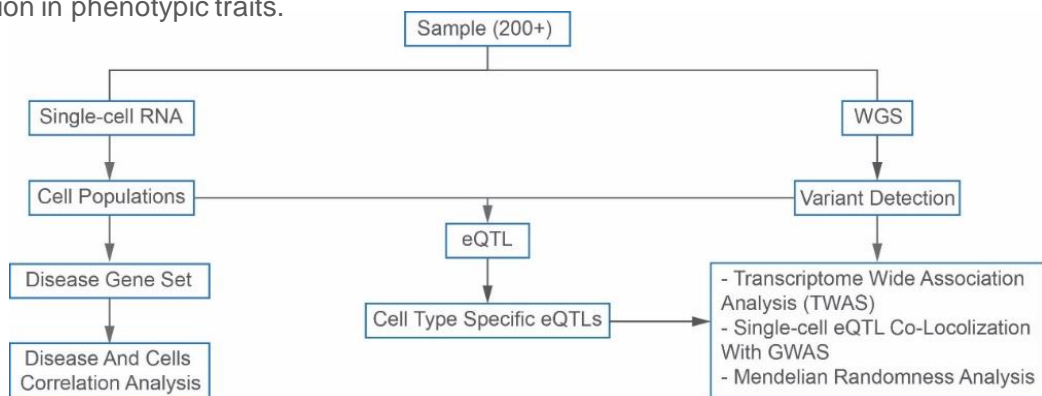 ion in phenotypic traits.
Sample (200+)
Single-cell RNA
WGS
Cell Populations
Variant Detection
eQTL
Disease Gene Set
Cell Type Specific eQTLs
- Transcriptome Wide Association
Analysis (TWAS)
- Single-cell eQTL Co-Locolization
With GWAS
- Mendelian Randomness Analysis
Disease And Cells
Correlation Analysis